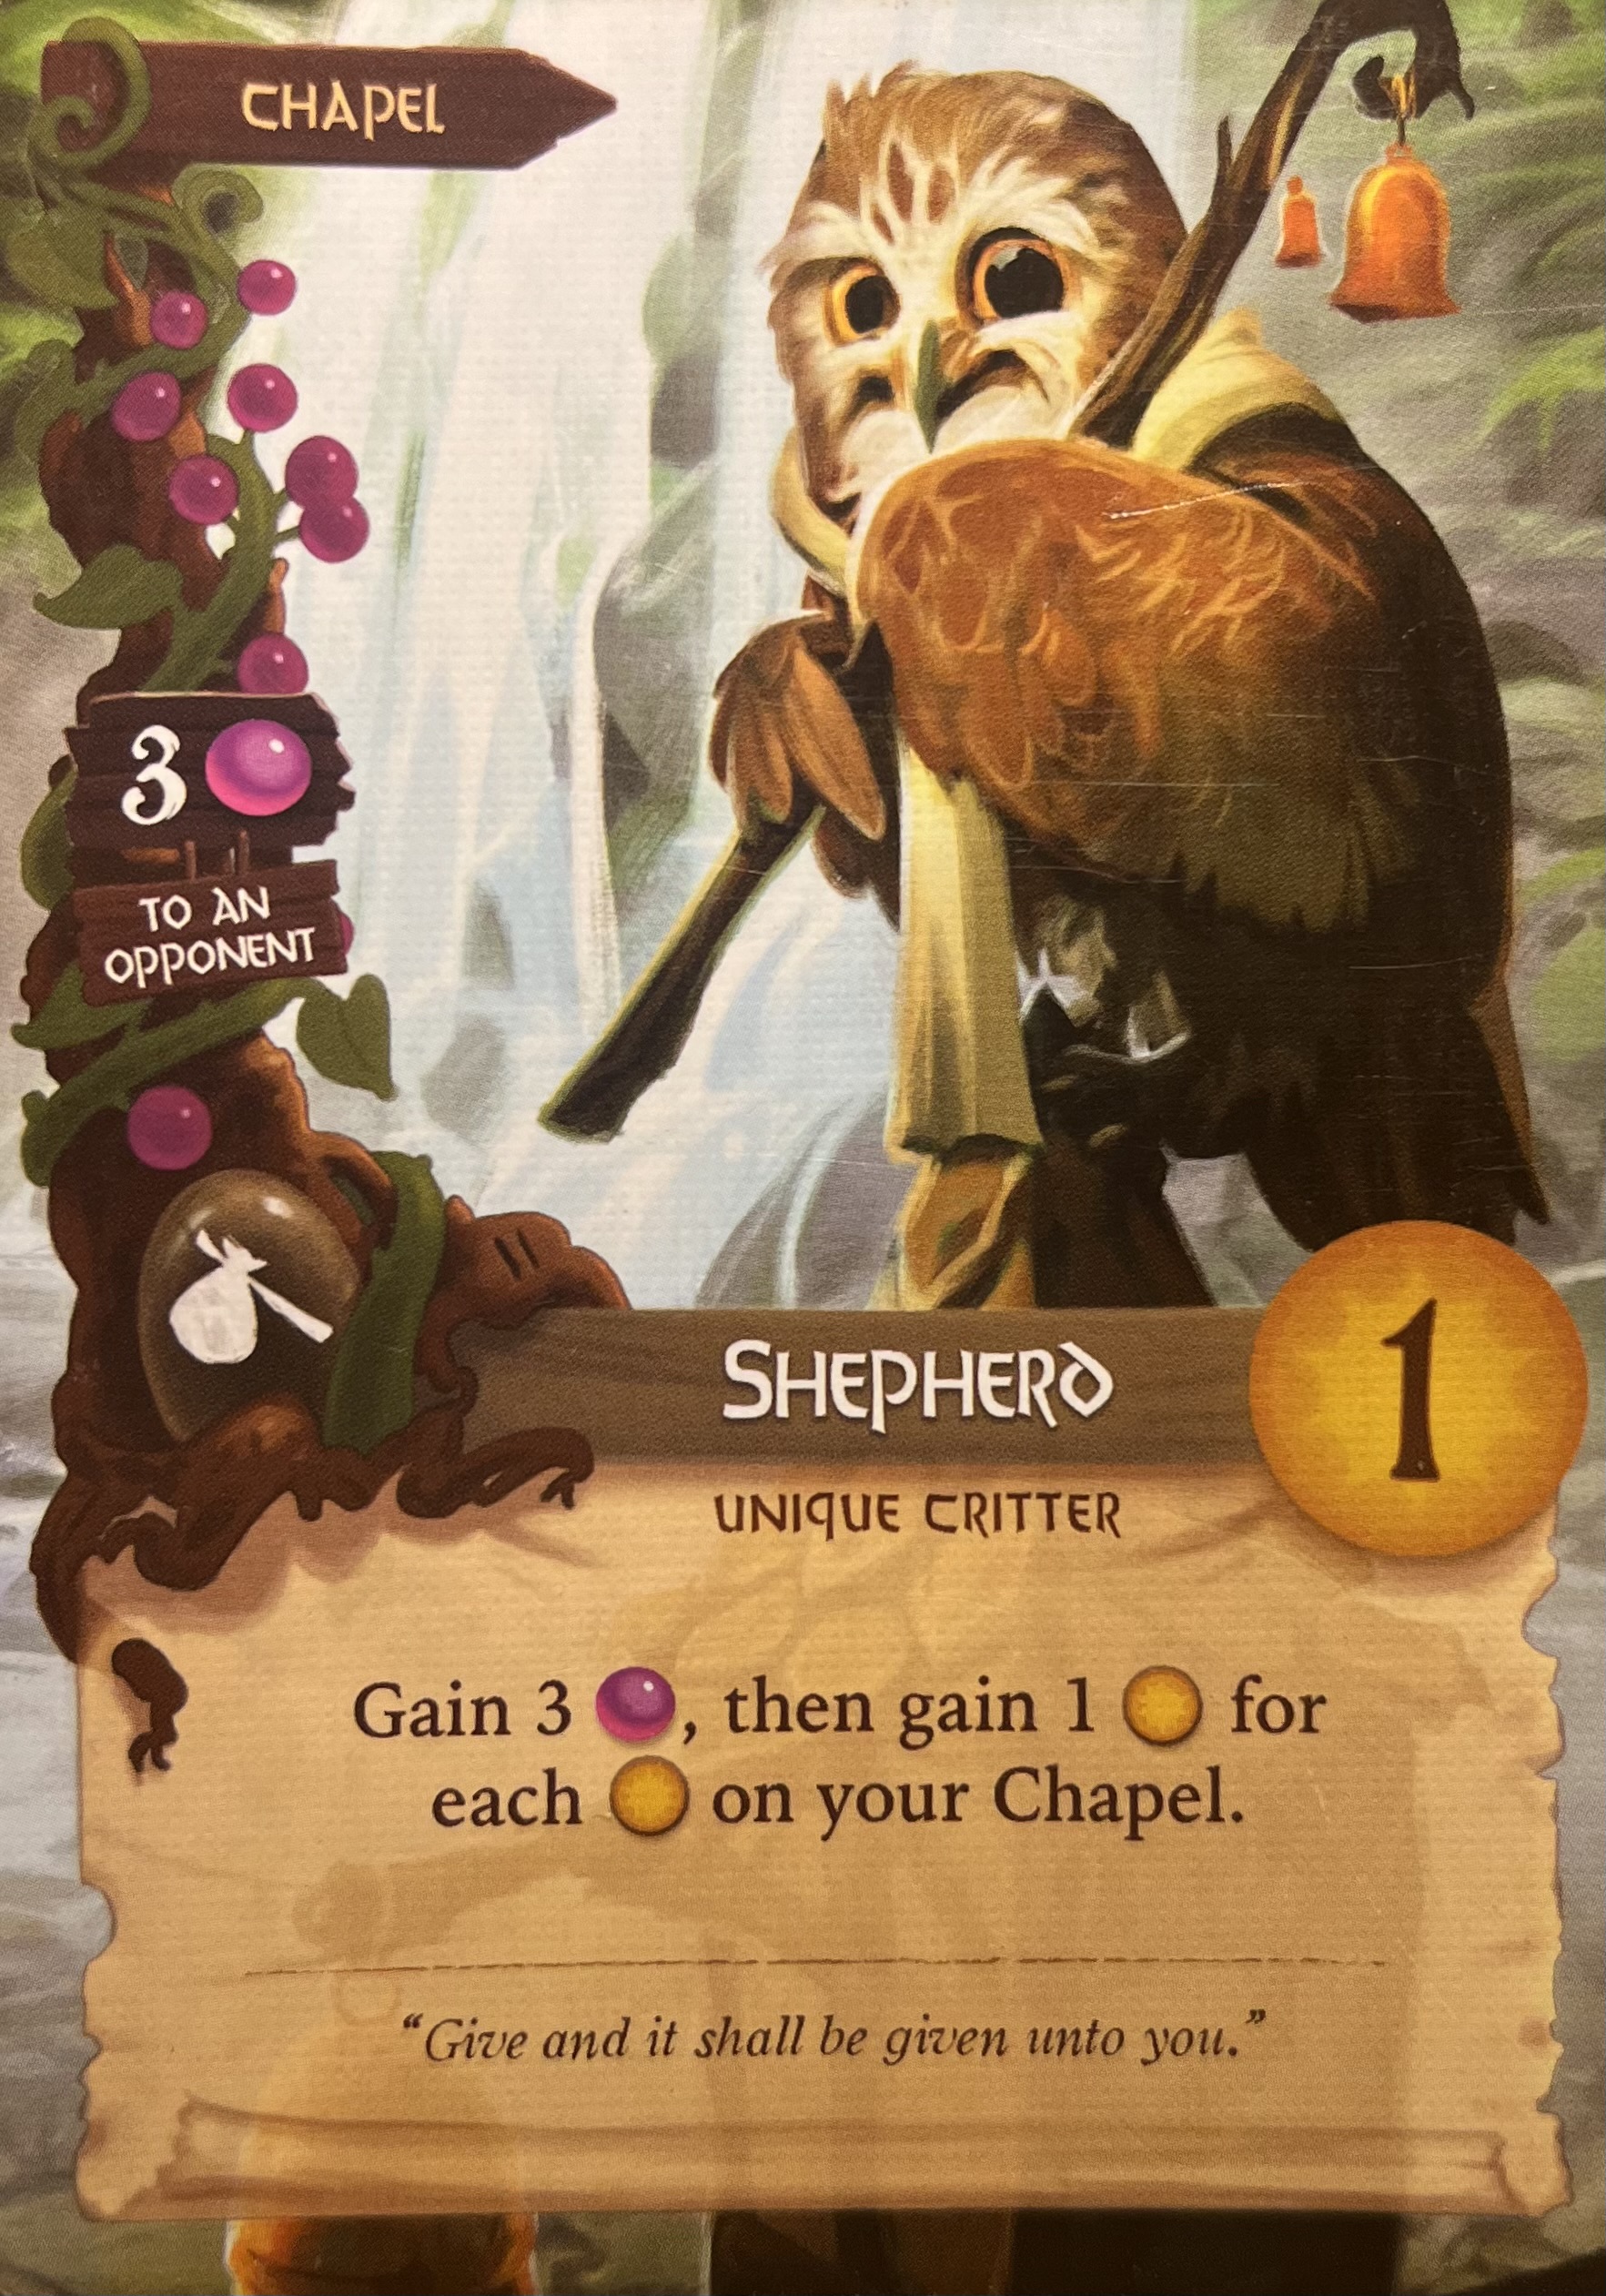 CHAPEL
3
TO AN
OPPONENT
SHEPHERD
1
UNIQUE CRITTER
Gain 3 , then gain 1 for
each on your Chapel.
“Give and it shall be given unto you.”